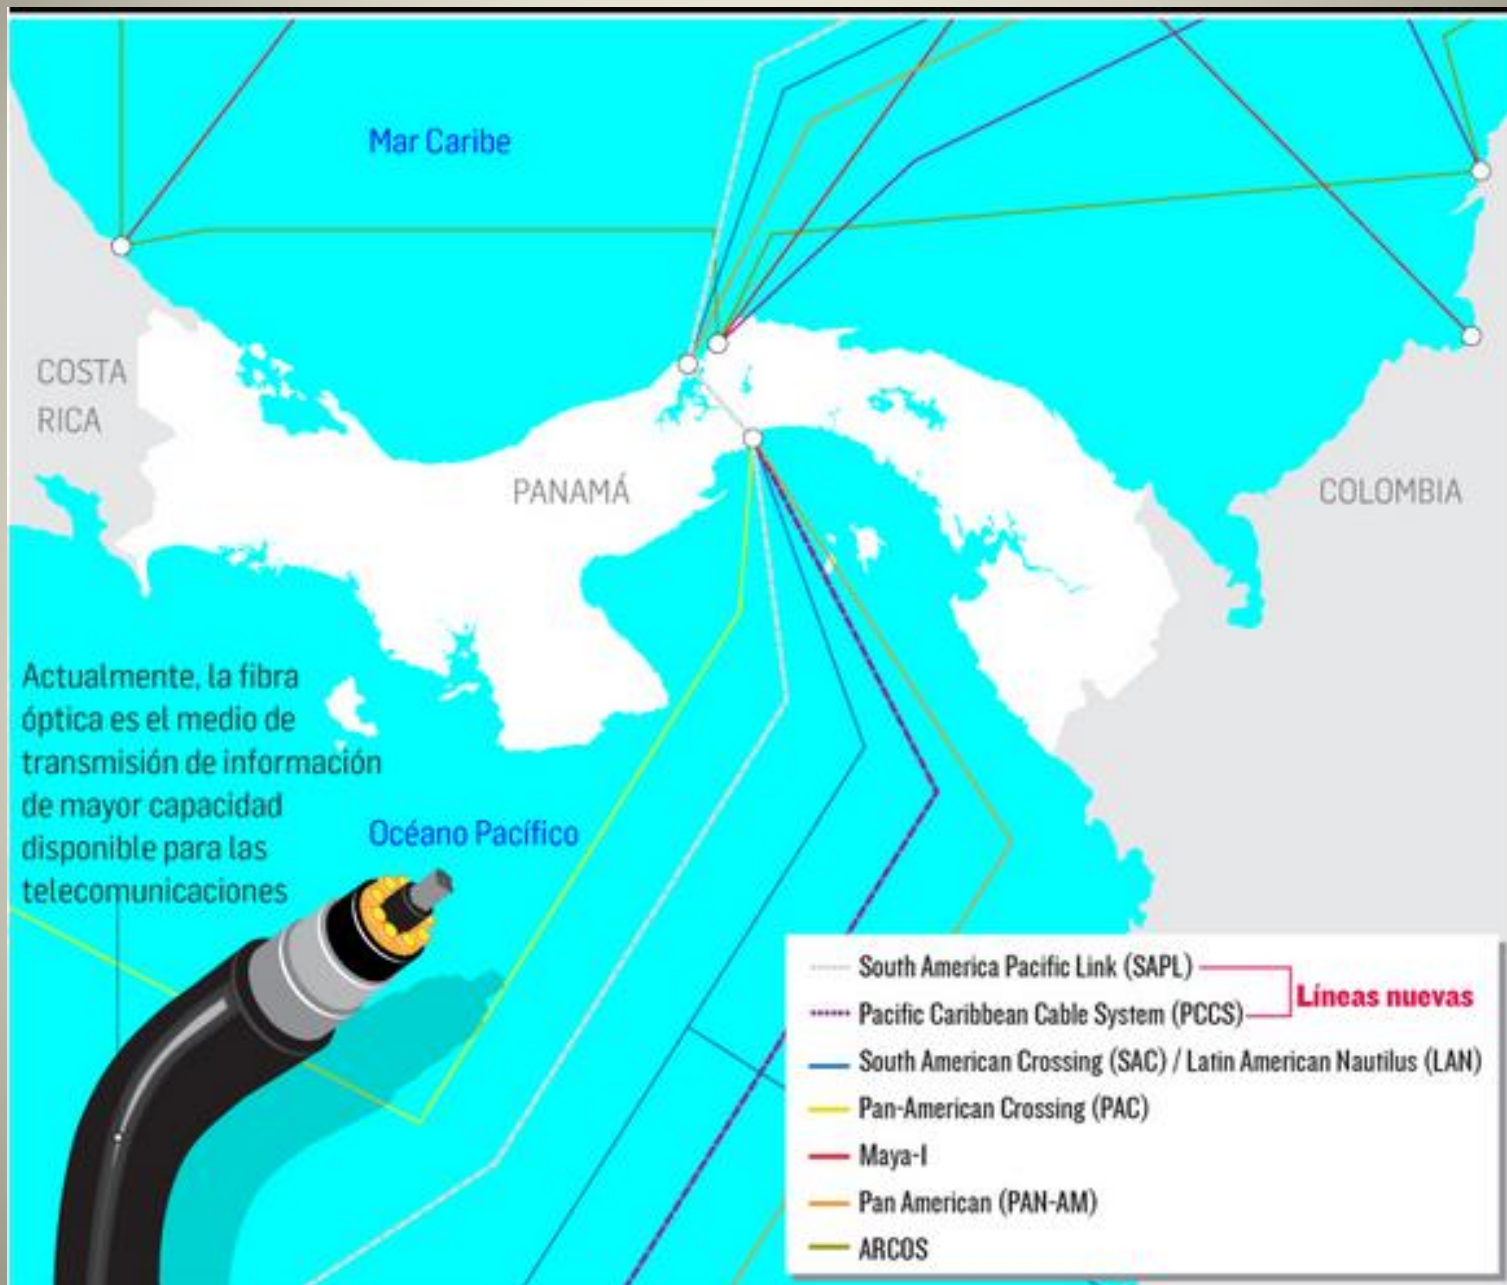 Mar Caribe
COSTA
RICA
PANAMÁ
COLOMBIA
Actualmente, la fibra
óptica es el medio de
transmisión de información
de mayor capacidad
disponible para las
telecomunicaciones
Océano Pacífico
South America Pacific Link (SAPL)
Pacific Caribbean Cable System (PCCS)
Líneas nuevas
South American Crossing (SAC) / Latin American Nautilus (LAN)
Pan-American Crossing (PAC)
Maya-I
Pan American (PAN-AM)
ARCOS